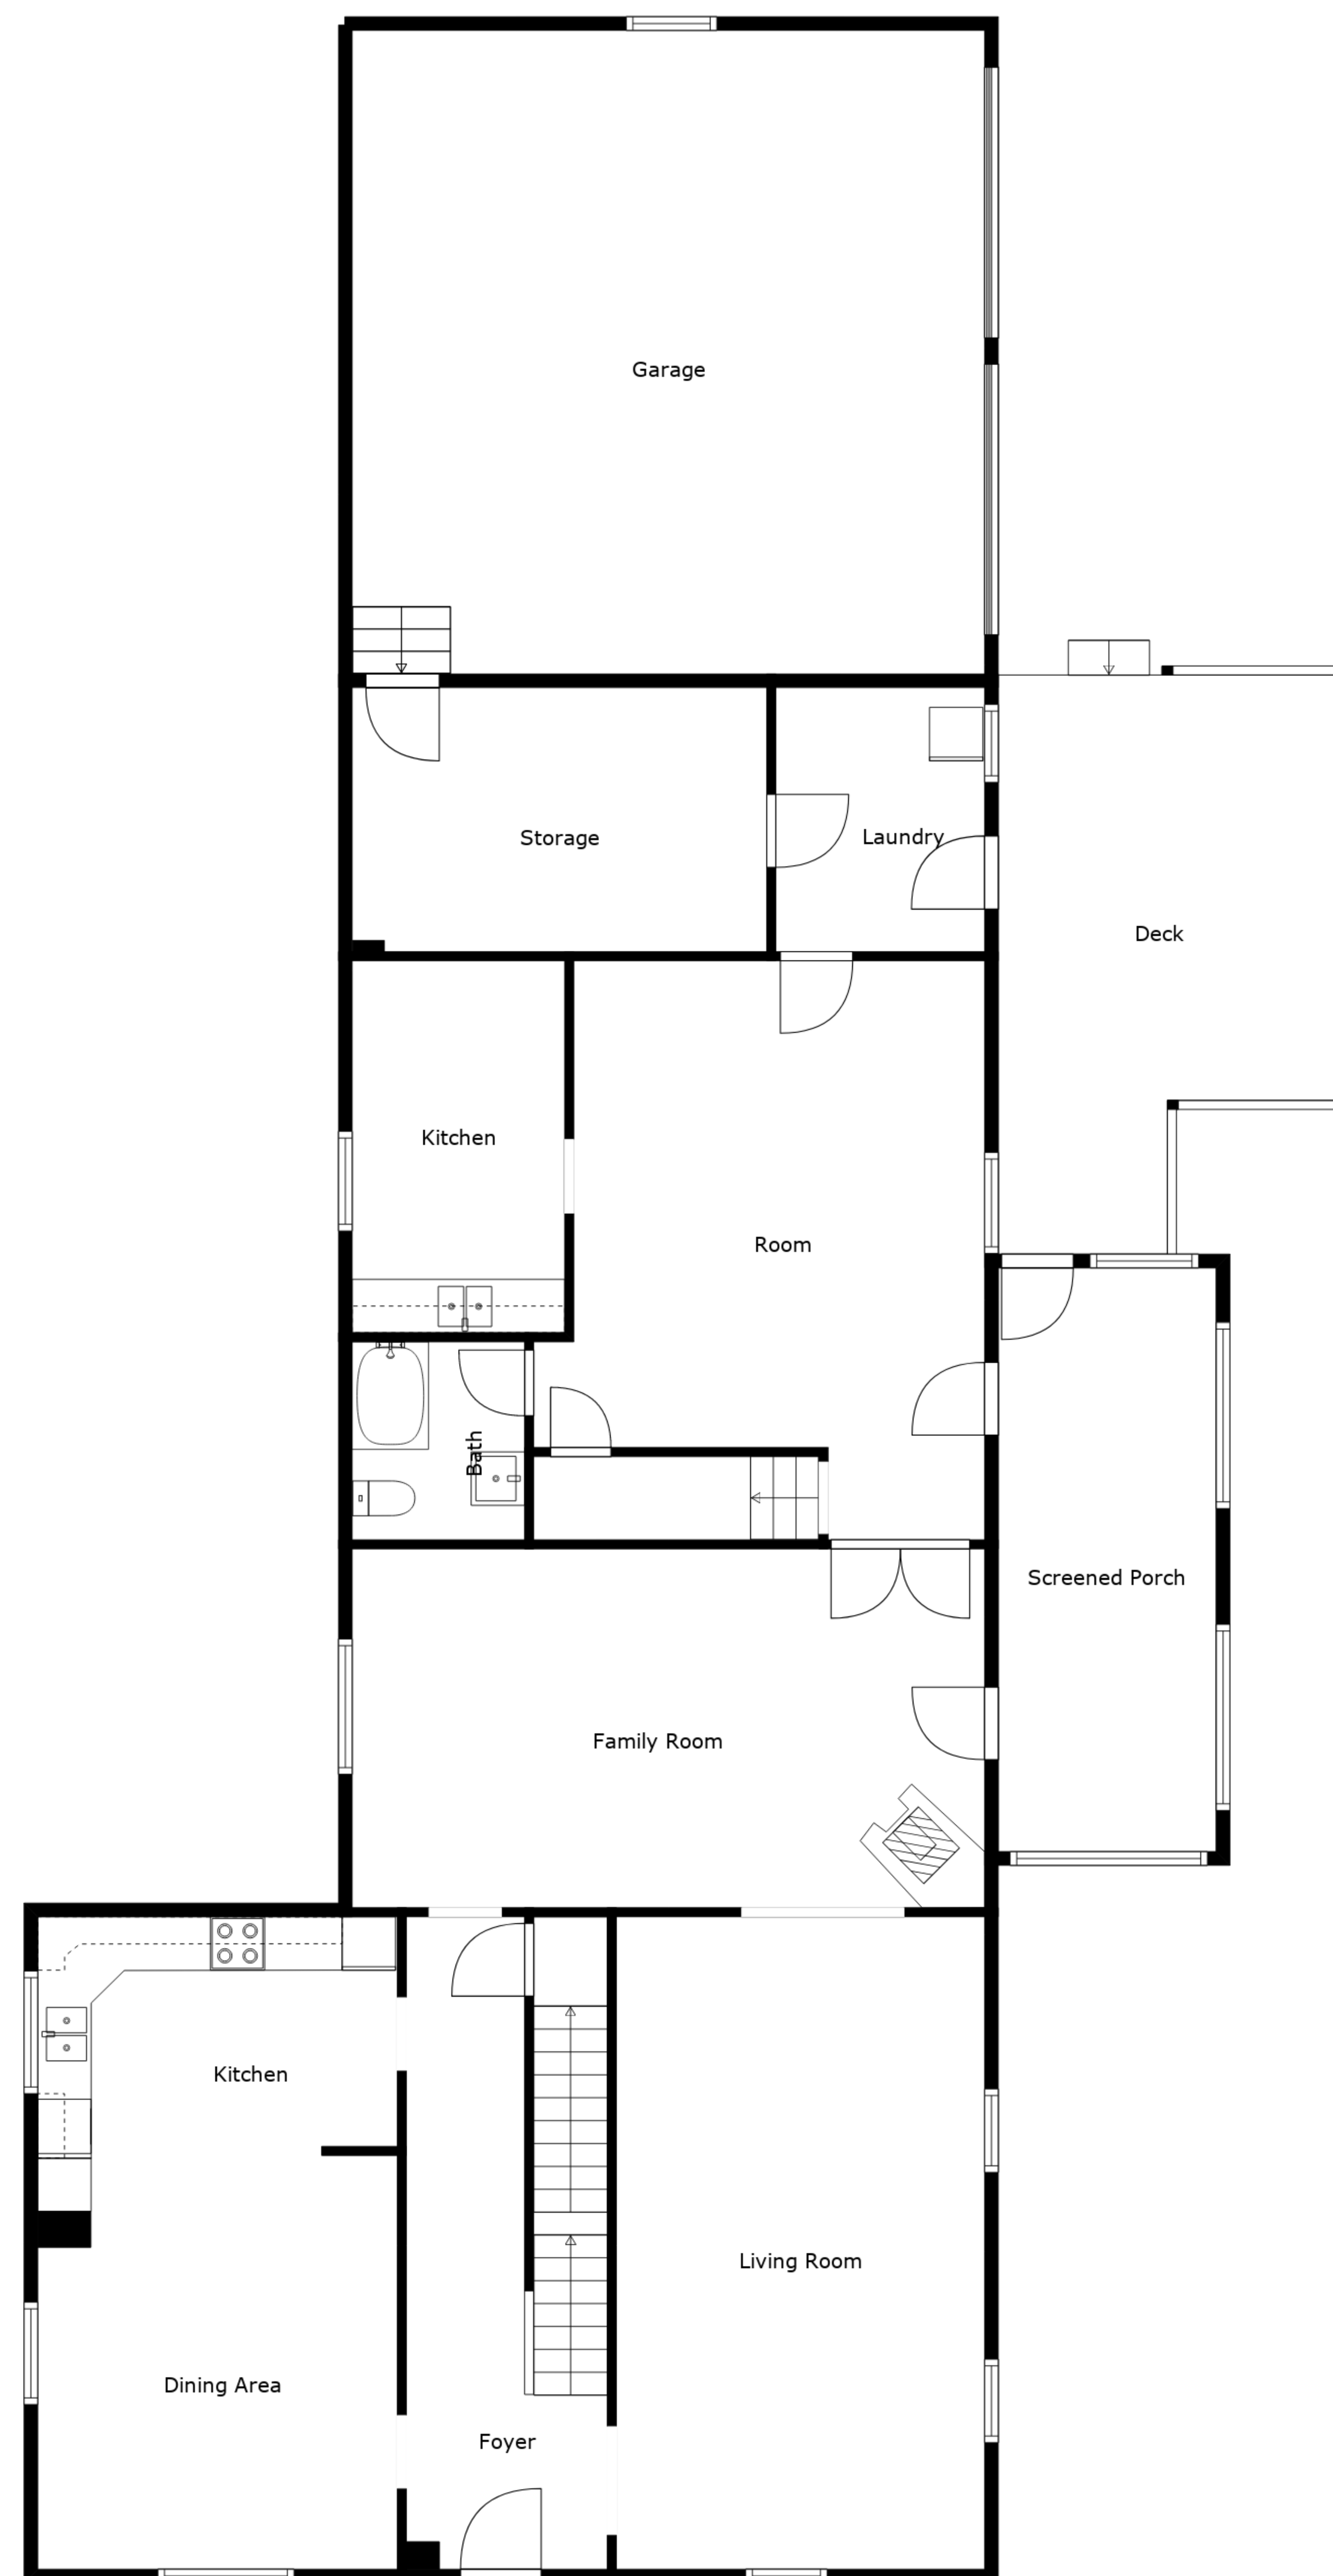 Garage
Storage
Laundry
Deck
Kitchen
Room
Bath
Screened Porch
Family Room
Kitchen
Living Room
Dining Area
Foyer